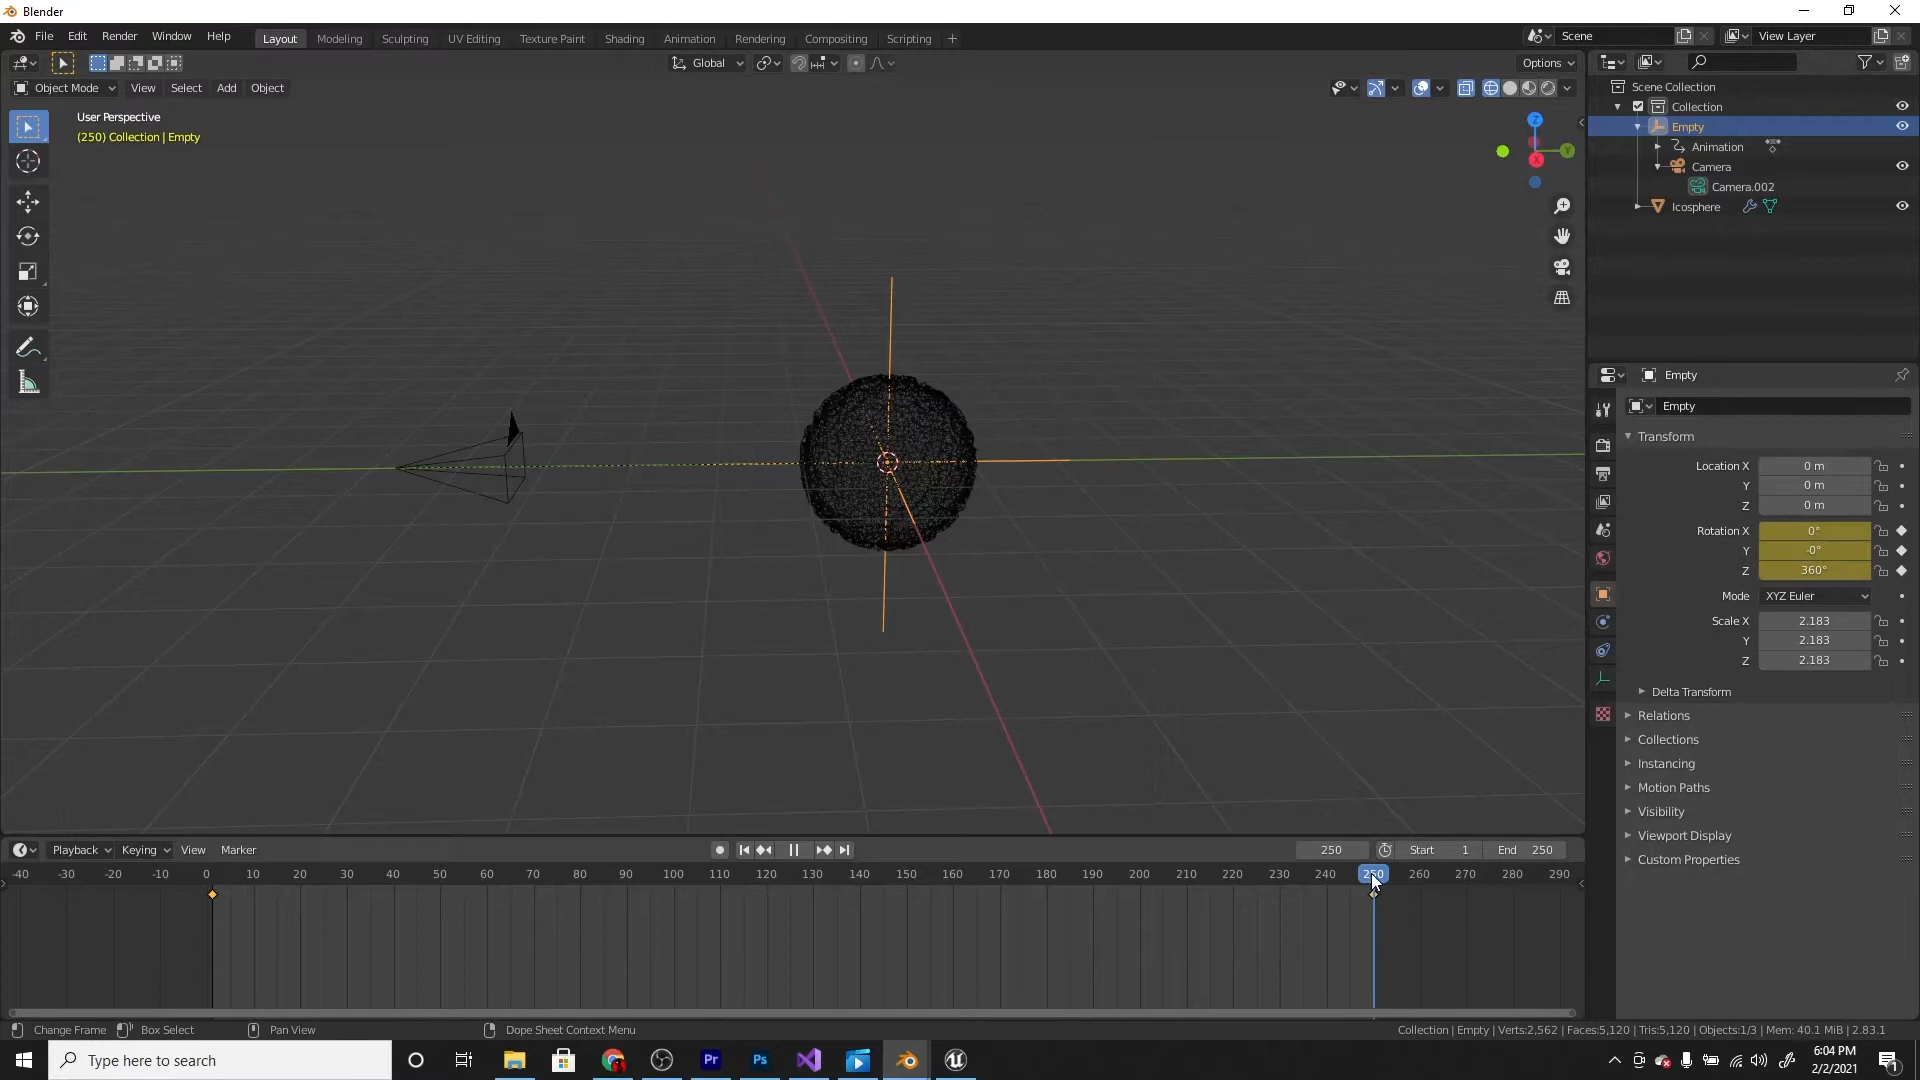 Blender
File Edit Render Window Help Layout Modeling Sculpting UV Editing Texture Paint Shading Animation Rendering Compositing Scripting + Scene View Layer
Global Options
Object Mode View Select Add Object
User Perspective
(250) Collection | Empty
Z
Y
X
Scene Collection
Collection
Empty
Animation
Camera
Camera.002
Icosphere
Empty
Empty
Transform
Location X 0 m
Y 0 m
Z 0 m
Rotation X 0°
Y -0°
Z 360°
Mode XYZ Euler
Scale X 2.183
Y 2.183
Z 2.183
Delta Transform
Relations
Collections
Instancing
Motion Paths
Visibility
Viewport Display
Custom Properties
Playback Keying View Marker 250 Start 1 End 250
-40 -30 -20 -10 0 10 20 30 40 50 60 70 80 90 100 110 120 130 140 150 160 170 180 190 200 210 220 230 240 250 260 270 280 290
Change Frame Box Select Pan View Dope Sheet Context Menu Collection | Empty | Verts:2,562 | Faces:5,120 | Tris:5,120 | Objects:1/3 | Mem: 40.1 MiB | 2.83.1
Type here to search Pr Ps 6:04 PM
2/2/2021 1